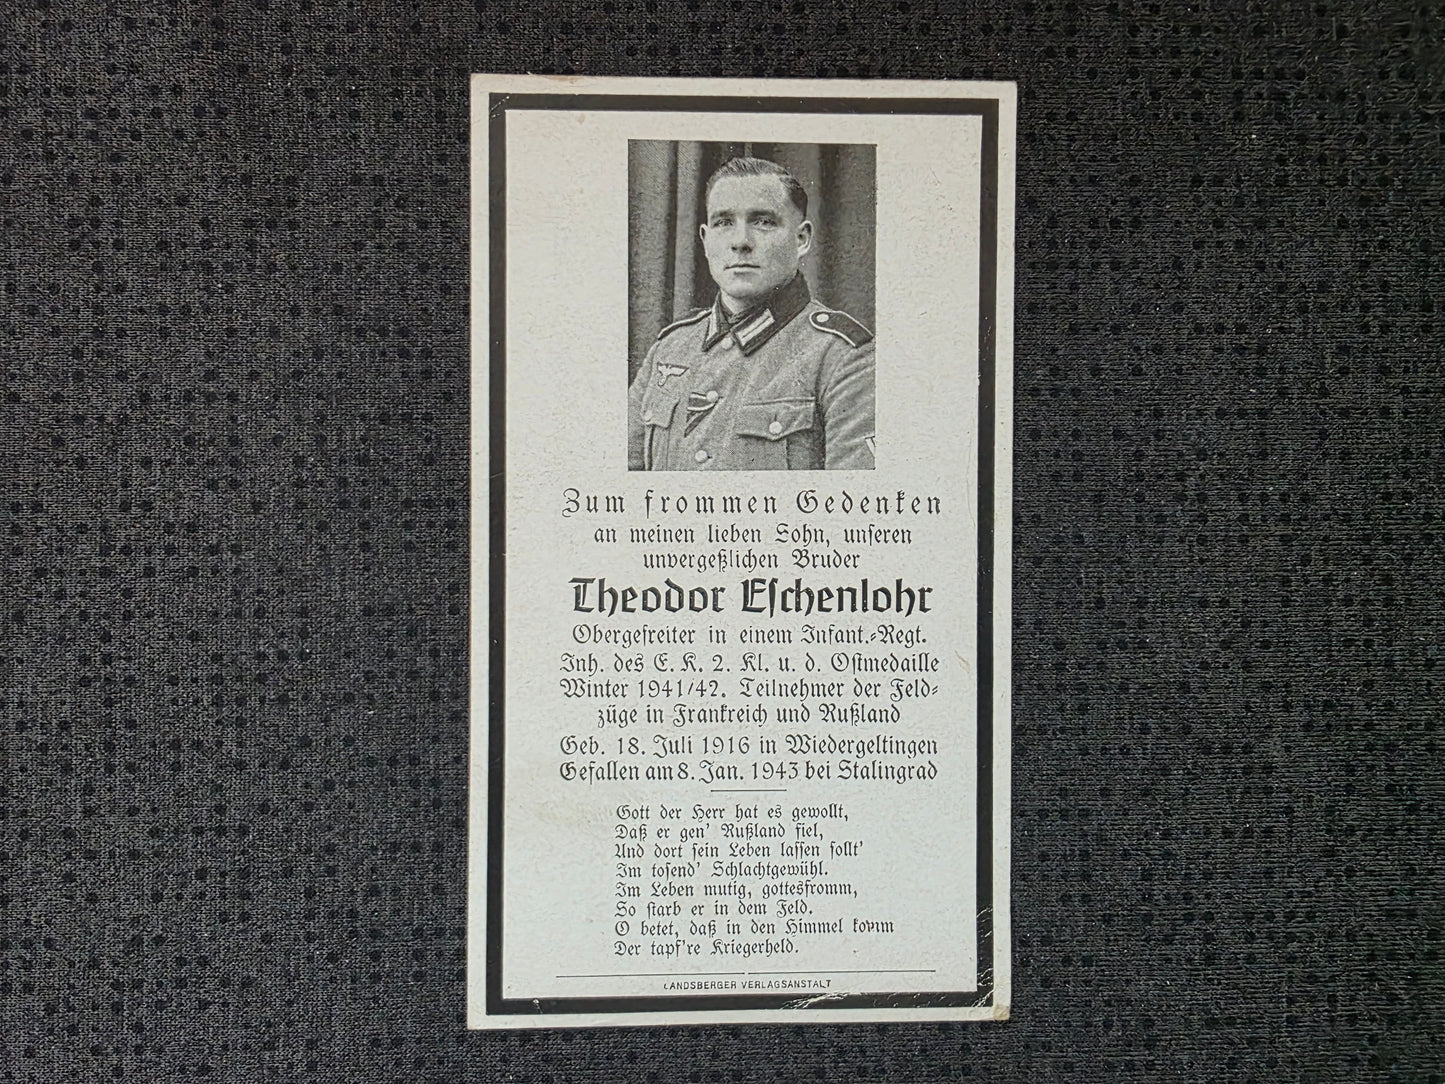 Zum frommen Gedenken
an meinen lieben Sohn, unseren
unvergeßlichen Bruder
Theodor Eschenlohr
Obergefreiter in einem Infant.-Regt.
Inh. des E. K. 2. Kl. u. d. Ostmedaille
Winter 1941/42. Teilnehmer der Feld-
züge in Frankreich und Rußland
Geb. 18. Juli 1916 in Wiedergeltingen
Gefallen am 8. Jan. 1943 bei Stalingrad
Gott der Herr hat es gewollt,
Daß er gen' Rußland fiel,
Und dort sein Leben lassen sollt'
Im tosend' Schlachtgewühl.
Im Leben mutig, gottesfromm,
So starb er in dem Feld.
O betet, daß in den Himmel komm
Der tapf're Kriegerheld.
LANDSBERGER VERLAGSANSTALT